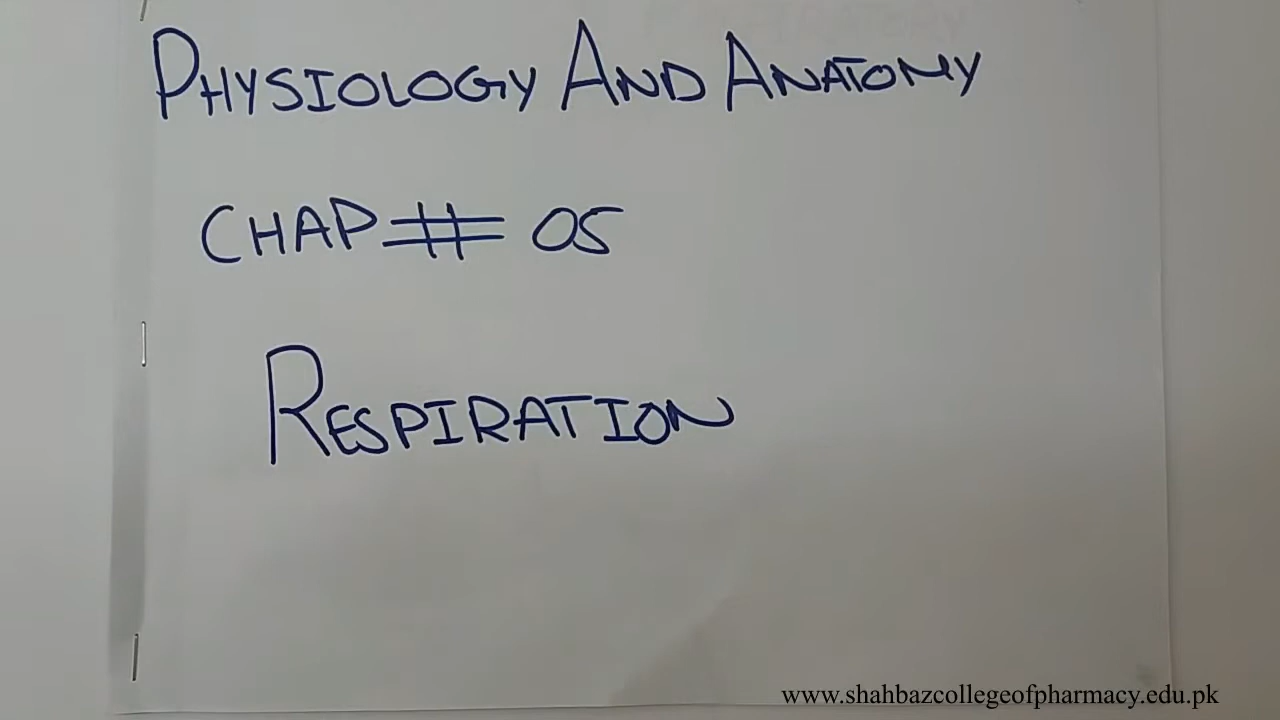 PHYSIOLOGY AND ANATOMY
CHAP # 05
RESPIRATION
www.shahbazcollegeofpharmacy.edu.pk